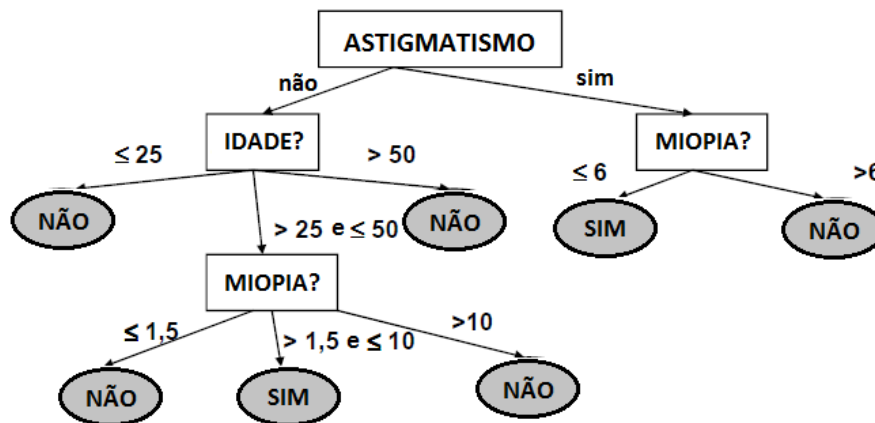 ASTIGMATISMO
não
sim
IDADE?
MIOPIA?
≤ 25
> 50
≤ 6
>6
NÃO
> 25 e ≤ 50
NÃO
SIM
NÃO
MIOPIA?
≤ 1,5
> 1,5 e ≤ 10
>10
NÃO
SIM
NÃO